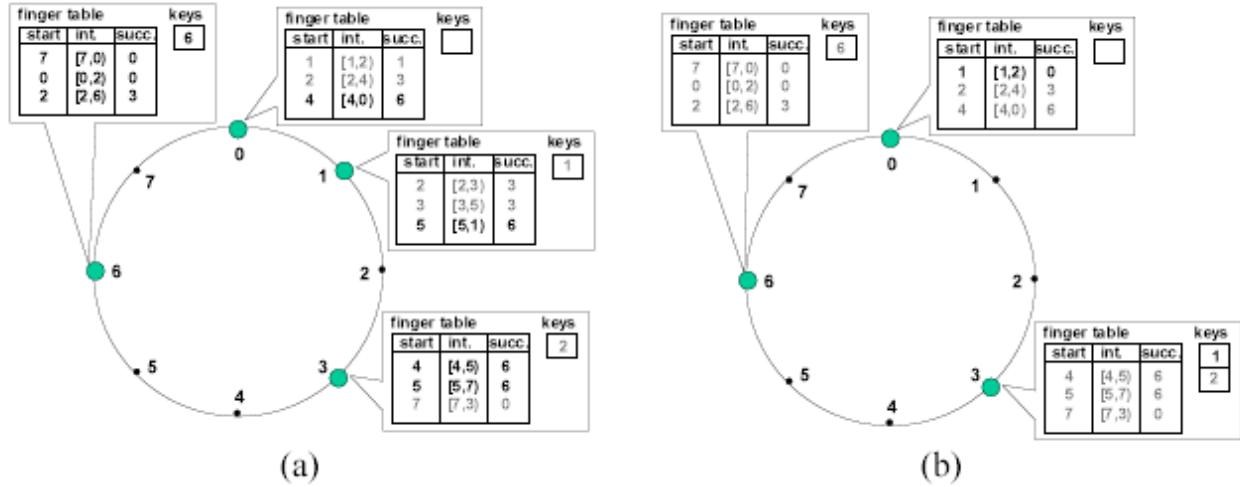 finger table keys
start int. succ. 6
7 [7,0) 0
0 [0,2) 0
2 [2,6) 3
finger table keys
start int. succ.
1 [1,2) 1
2 [2,4) 3
4 [4,0) 6
finger table keys
start int. succ. 1
2 [2,3) 3
3 [3,5) 3
5 [5,1) 6
finger table keys
start int. succ. 2
4 [4,5) 6
5 [5,7) 6
7 [7,3) 0
0
1
2
3
4
5
6
7
(a)
finger table keys
start int. succ. 6
7 [7,0) 0
0 [0,2) 0
2 [2,6) 3
finger table keys
start int. succ.
1 [1,2) 0
2 [2,4) 3
4 [4,0) 6
finger table keys
start int. succ. 1
4 [4,5) 6 2
5 [5,7) 6
7 [7,3) 0
0
1
2
3
4
5
6
7
(b)